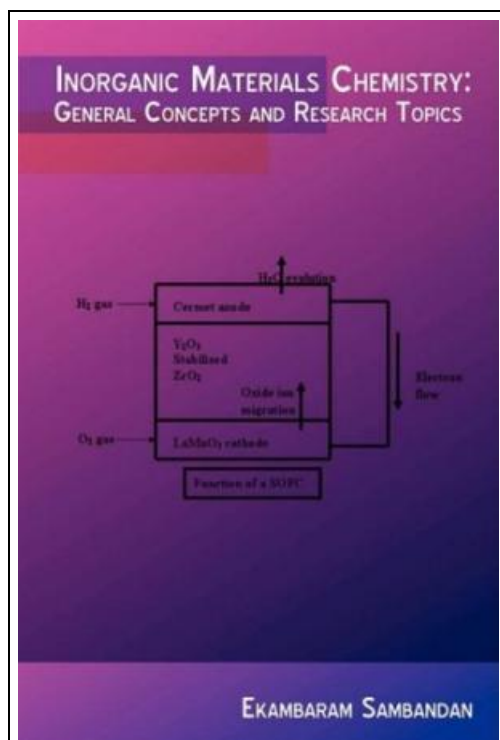 INORGANIC MATERIALS CHEMISTRY:
GENERAL CONCEPTS AND RESEARCH TOPICS
H₂O evolution
H₂ gas
Cermet anode
Y₂O₃
Stabilized
ZrO₂
Electron
flow
Oxide ion
migration
O₂ gas
LaMnO₃ cathode
Function of a SOFC
EKAMBARAM SAMBANDAN